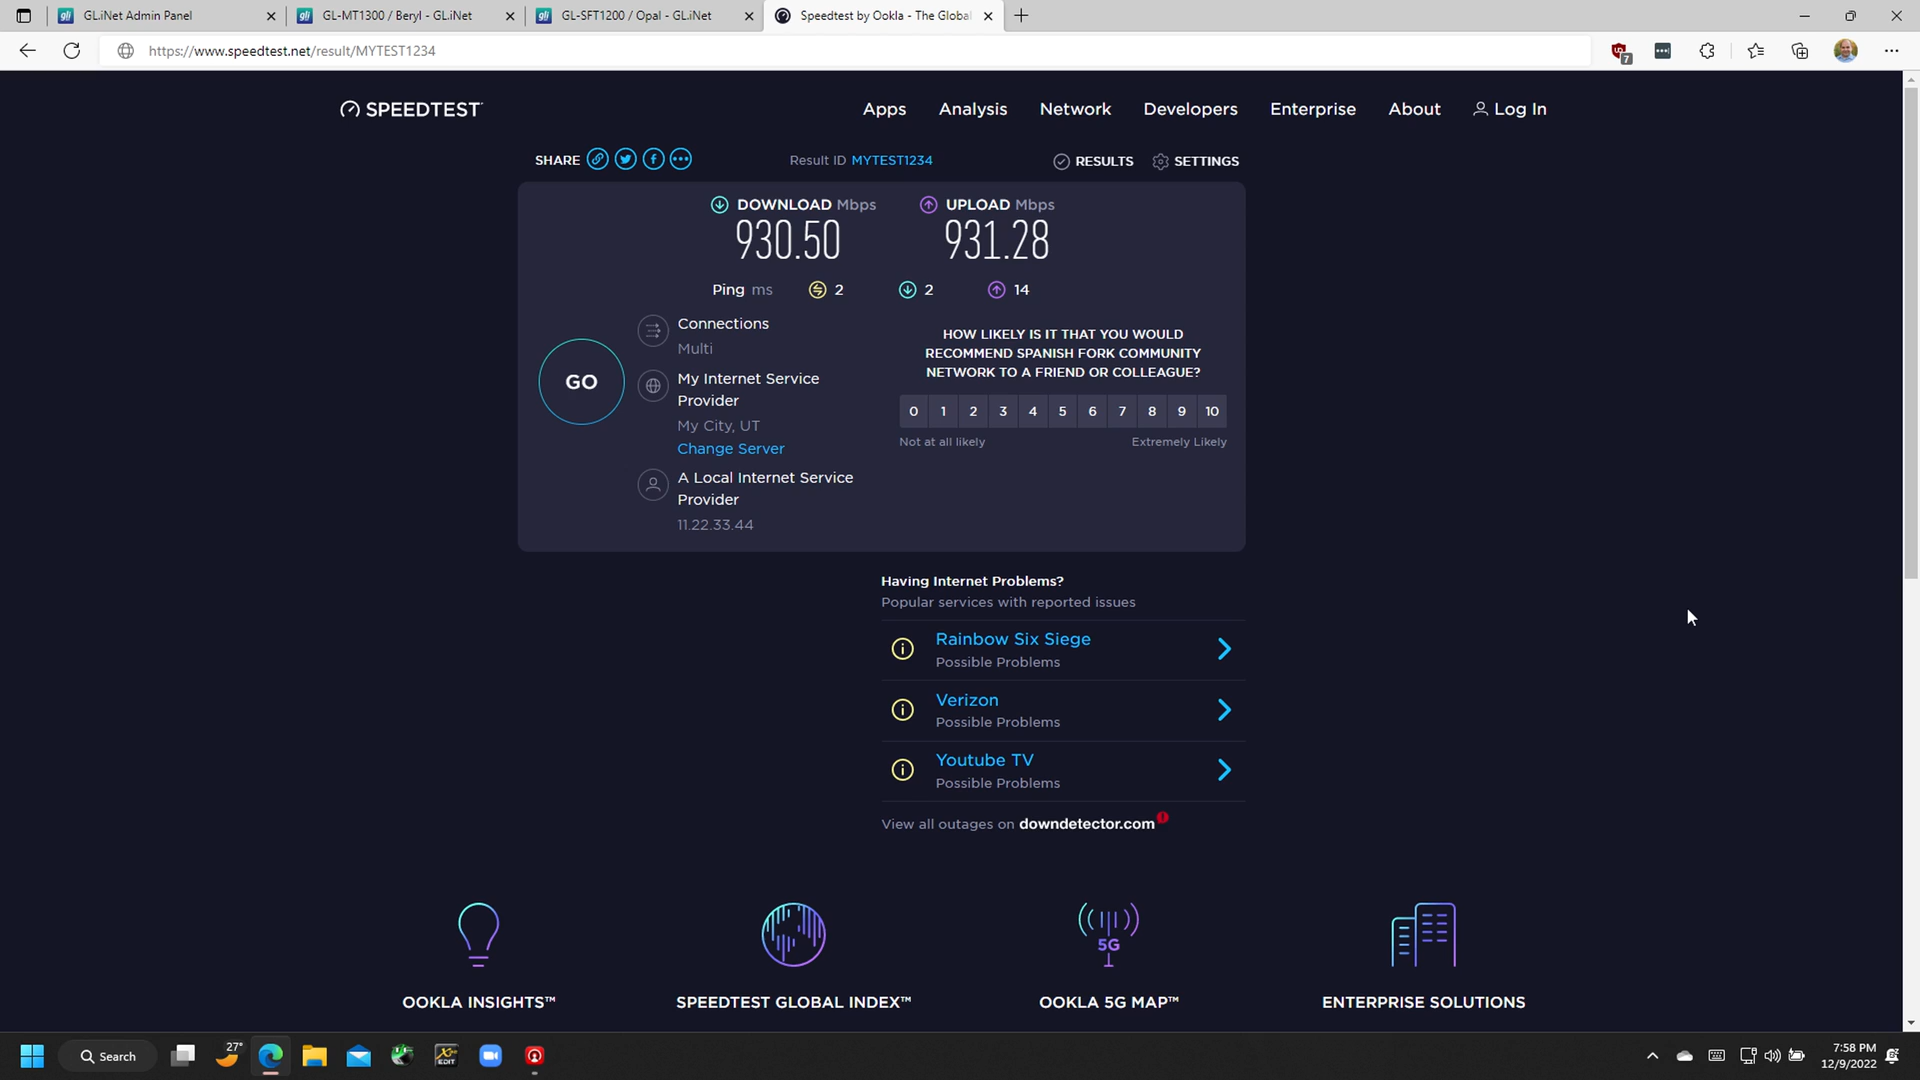 GL.iNet Admin Panel
GL-MT1300 / Beryl - GL.iNet
GL-SFT1200 / Opal - GL.iNet
Speedtest by Ookla - The Global
https://www.speedtest.net/result/MYTEST1234
7
SPEEDTEST
Apps
Analysis
Network
Developers
Enterprise
About
Log In
SHARE
Result ID MYTEST1234
RESULTS
SETTINGS
DOWNLOAD Mbps
930.50
UPLOAD Mbps
931.28
Ping ms
2
2
14
GO
Connections
Multi
My Internet Service
Provider
My City, UT
Change Server
A Local Internet Service
Provider
11.22.33.44
HOW LIKELY IS IT THAT YOU WOULD
RECOMMEND SPANISH FORK COMMUNITY
NETWORK TO A FRIEND OR COLLEAGUE?
0 1 2 3 4 5 6 7 8 9 10
Not at all likely
Extremely Likely
Having Internet Problems?
Popular services with reported issues
Rainbow Six Siege
Possible Problems
Verizon
Possible Problems
Youtube TV
Possible Problems
View all outages on downdetector.com
5G
OOKLA INSIGHTS™
SPEEDTEST GLOBAL INDEX™
OOKLA 5G MAP™
ENTERPRISE SOLUTIONS
Search
27°
EDIT
7:58 PM
12/9/2022